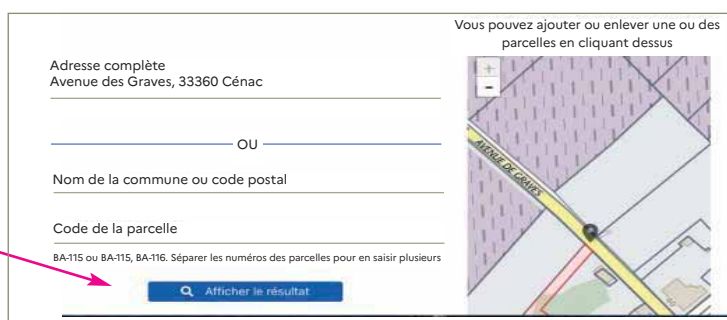 Vous pouvez ajouter ou enlever une ou des
parcelles en cliquant dessus
Adresse complète
Avenue des Graves, 33360 Cénac
OU
Nom de la commune ou code postal
Code de la parcelle
BA-115 ou BA-115, BA-116. Séparer les numéros des parcelles pour en saisir plusieurs
Afficher le résultat
+
-
AVENUE DE GRAVES